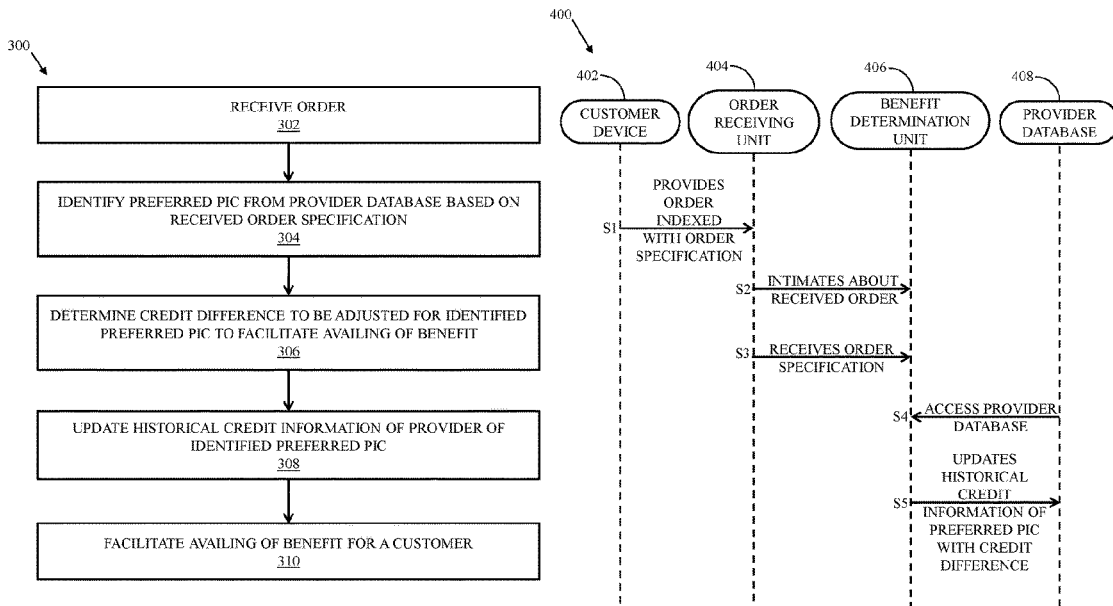 300
RECEIVE ORDER
302
IDENTIFY PREFERRED PIC FROM PROVIDER DATABASE BASED ON
RECEIVED ORDER SPECIFICATION
304
DETERMINE CREDIT DIFFERENCE TO BE ADJUSTED FOR IDENTIFIED
PREFERRED PIC TO FACILITATE AVAILING OF BENEFIT
306
UPDATE HISTORICAL CREDIT INFORMATION OF PROVIDER OF
IDENTIFIED PREFERRED PIC
308
FACILITATE AVAILING OF BENEFIT FOR A CUSTOMER
310
400
402
CUSTOMER
DEVICE
404
ORDER
RECEIVING
UNIT
406
BENEFIT
DETERMINATION
UNIT
408
PROVIDER
DATABASE
S1
PROVIDES
ORDER
INDEXED
WITH ORDER
SPECIFICATION
S2
INTIMATES ABOUT
RECEIVED ORDER
S3
RECEIVES ORDER
SPECIFICATION
S4
ACCESS PROVIDER
DATABASE
S5
UPDATES
HISTORICAL
CREDIT
INFORMATION OF
PREFERRED PIC
WITH CREDIT
DIFFERENCE